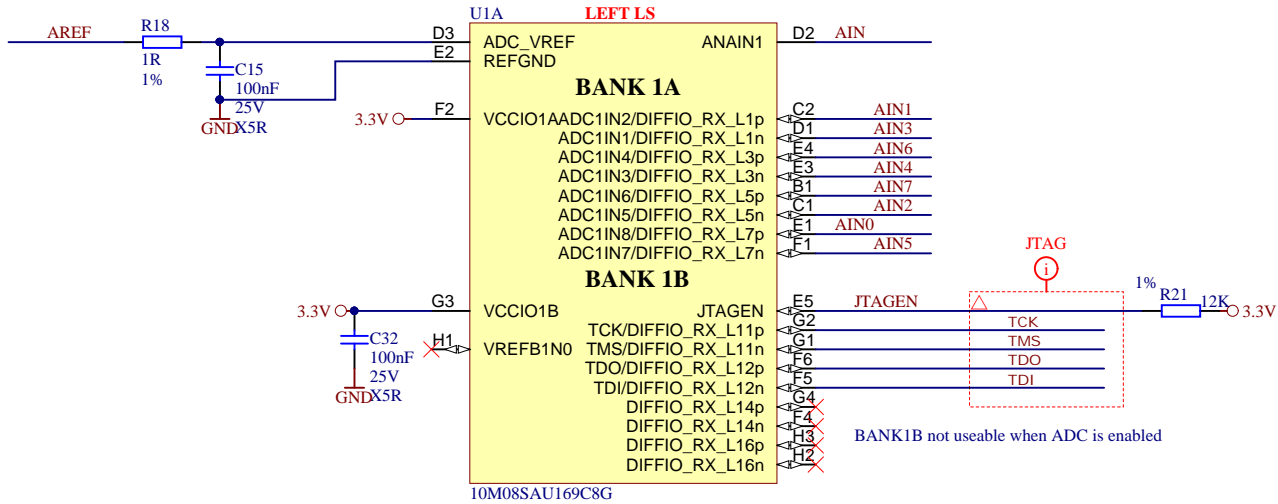 U1A
LEFT LS
AREF
R18
1R
1%
C15
100nF
25V
X5R
GND
D3
ADC_VREF
E2
REFGND
ANAIN1
D2
AIN
BANK 1A
3.3V
F2
VCCIO1A
ADC1IN2/DIFFIO_RX_L1p
C2
AIN1
ADC1IN1/DIFFIO_RX_L1n
D1
AIN3
ADC1IN4/DIFFIO_RX_L3p
E4
AIN6
ADC1IN3/DIFFIO_RX_L3n
E3
AIN4
ADC1IN6/DIFFIO_RX_L5p
B1
AIN7
ADC1IN5/DIFFIO_RX_L5n
C1
AIN2
ADC1IN8/DIFFIO_RX_L7p
E1
AIN0
ADC1IN7/DIFFIO_RX_L7n
F1
AIN5
BANK 1B
3.3V
G3
VCCIO1B
C32
100nF
25V
X5R
GND
H1
VREFB1N0
JTAGEN
E5
JTAGEN
TCK/DIFFIO_RX_L11p
G2
TCK
TMS/DIFFIO_RX_L11n
G1
TMS
TDO/DIFFIO_RX_L12p
F6
TDO
TDI/DIFFIO_RX_L12n
F5
TDI
DIFFIO_RX_L14p
G4
DIFFIO_RX_L14n
F4
DIFFIO_RX_L16p
H3
DIFFIO_RX_L16n
H2
JTAG
i
1%
R21
12K
3.3V
BANK1B not useable when ADC is enabled
10M08SAU169C8G